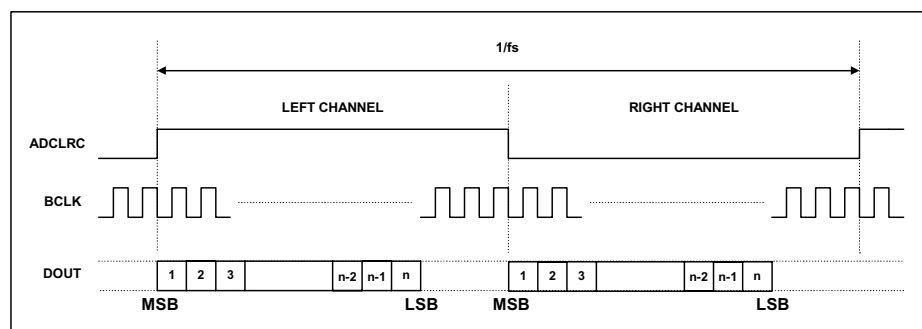 1/fs
LEFT CHANNEL RIGHT CHANNEL
ADCLRC
BCLK
DOUT 1 2 3 n-2 n-1 n 1 2 3 n-2 n-1 n
MSB LSB MSB LSB